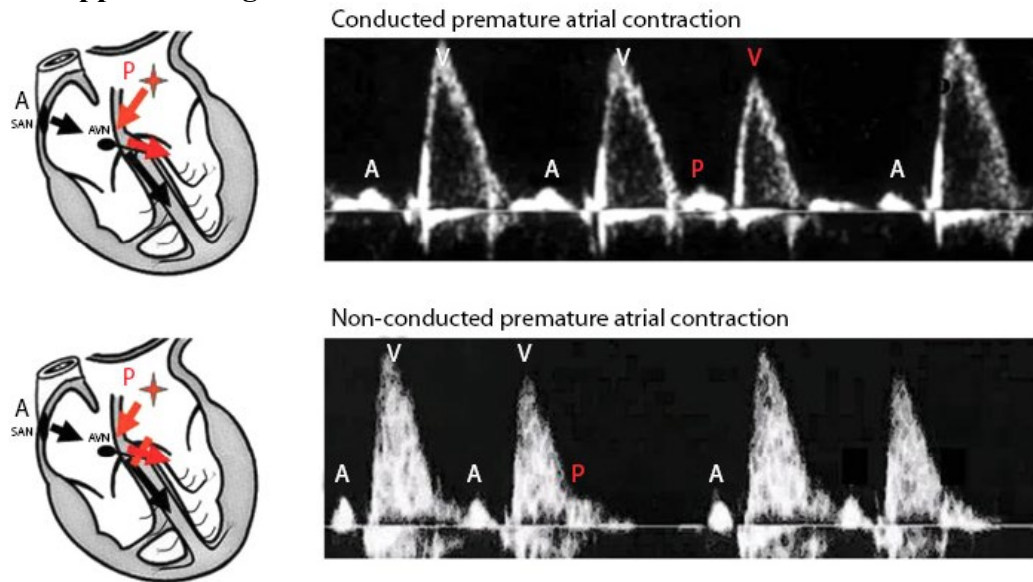 Conducted premature atrial contraction
P
A
SAN
AVN
V V V
A A P A
Non-conducted premature atrial contraction
P
A
SAN
AVN
V V
A A P A